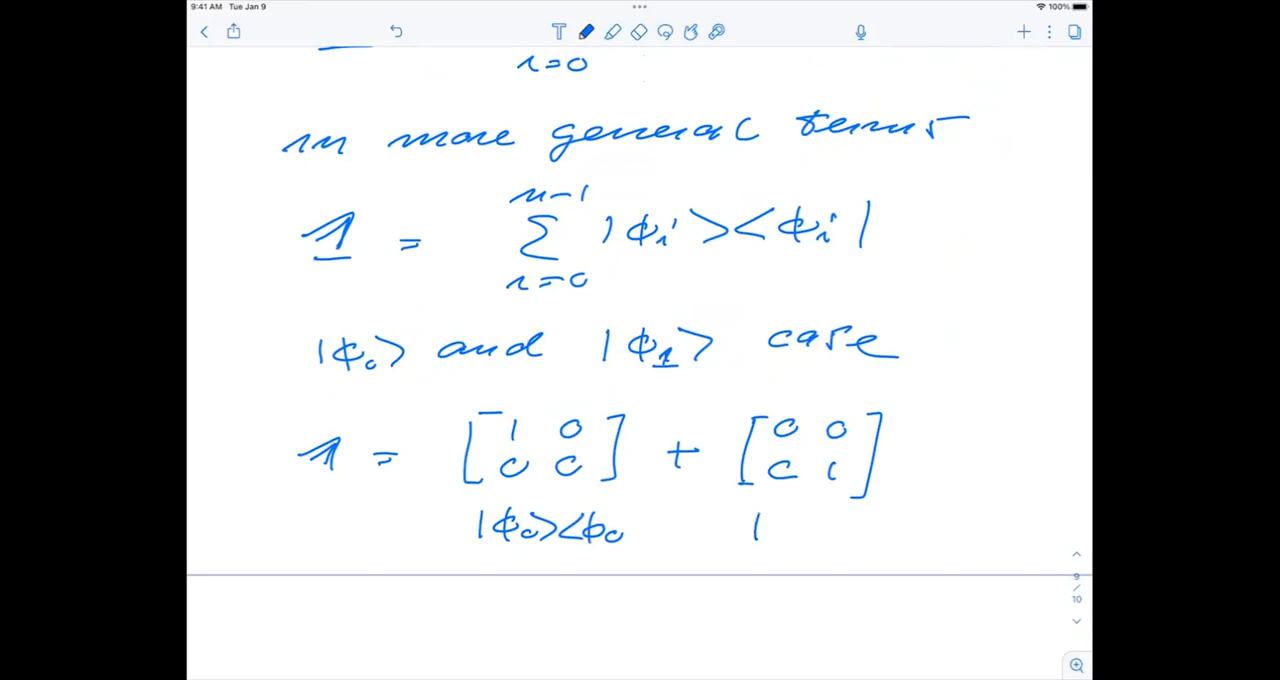 9:41 AM Tue Jan 9
100%
i=0
in more general terms
n-1
1 = Σ |ϕi><ϕi|
i=0
|ϕ0> and |ϕ1> case
1 = [1 0 + [0 0
0 0] 0 1]
|ϕ0><ϕ0 |
9
/
10